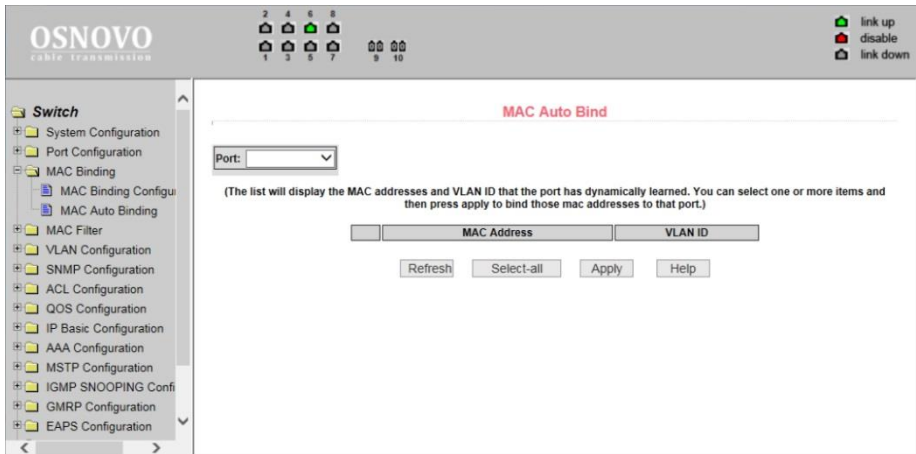 OSNOVO
cable transmission
2 4 6 8
1 3 5 7 9 10
link up
disable
link down
Switch
System Configuration
Port Configuration
MAC Binding
MAC Binding Configur
MAC Auto Binding
MAC Filter
VLAN Configuration
SNMP Configuration
ACL Configuration
QOS Configuration
IP Basic Configuration
AAA Configuration
MSTP Configuration
IGMP SNOOPING Confi
GMRP Configuration
EAPS Configuration
MAC Auto Bind
Port:
(The list will display the MAC addresses and VLAN ID that the port has dynamically learned. You can select one or more items and
then press apply to bind those mac addresses to that port.)
MAC Address VLAN ID
Refresh Select-all Apply Help